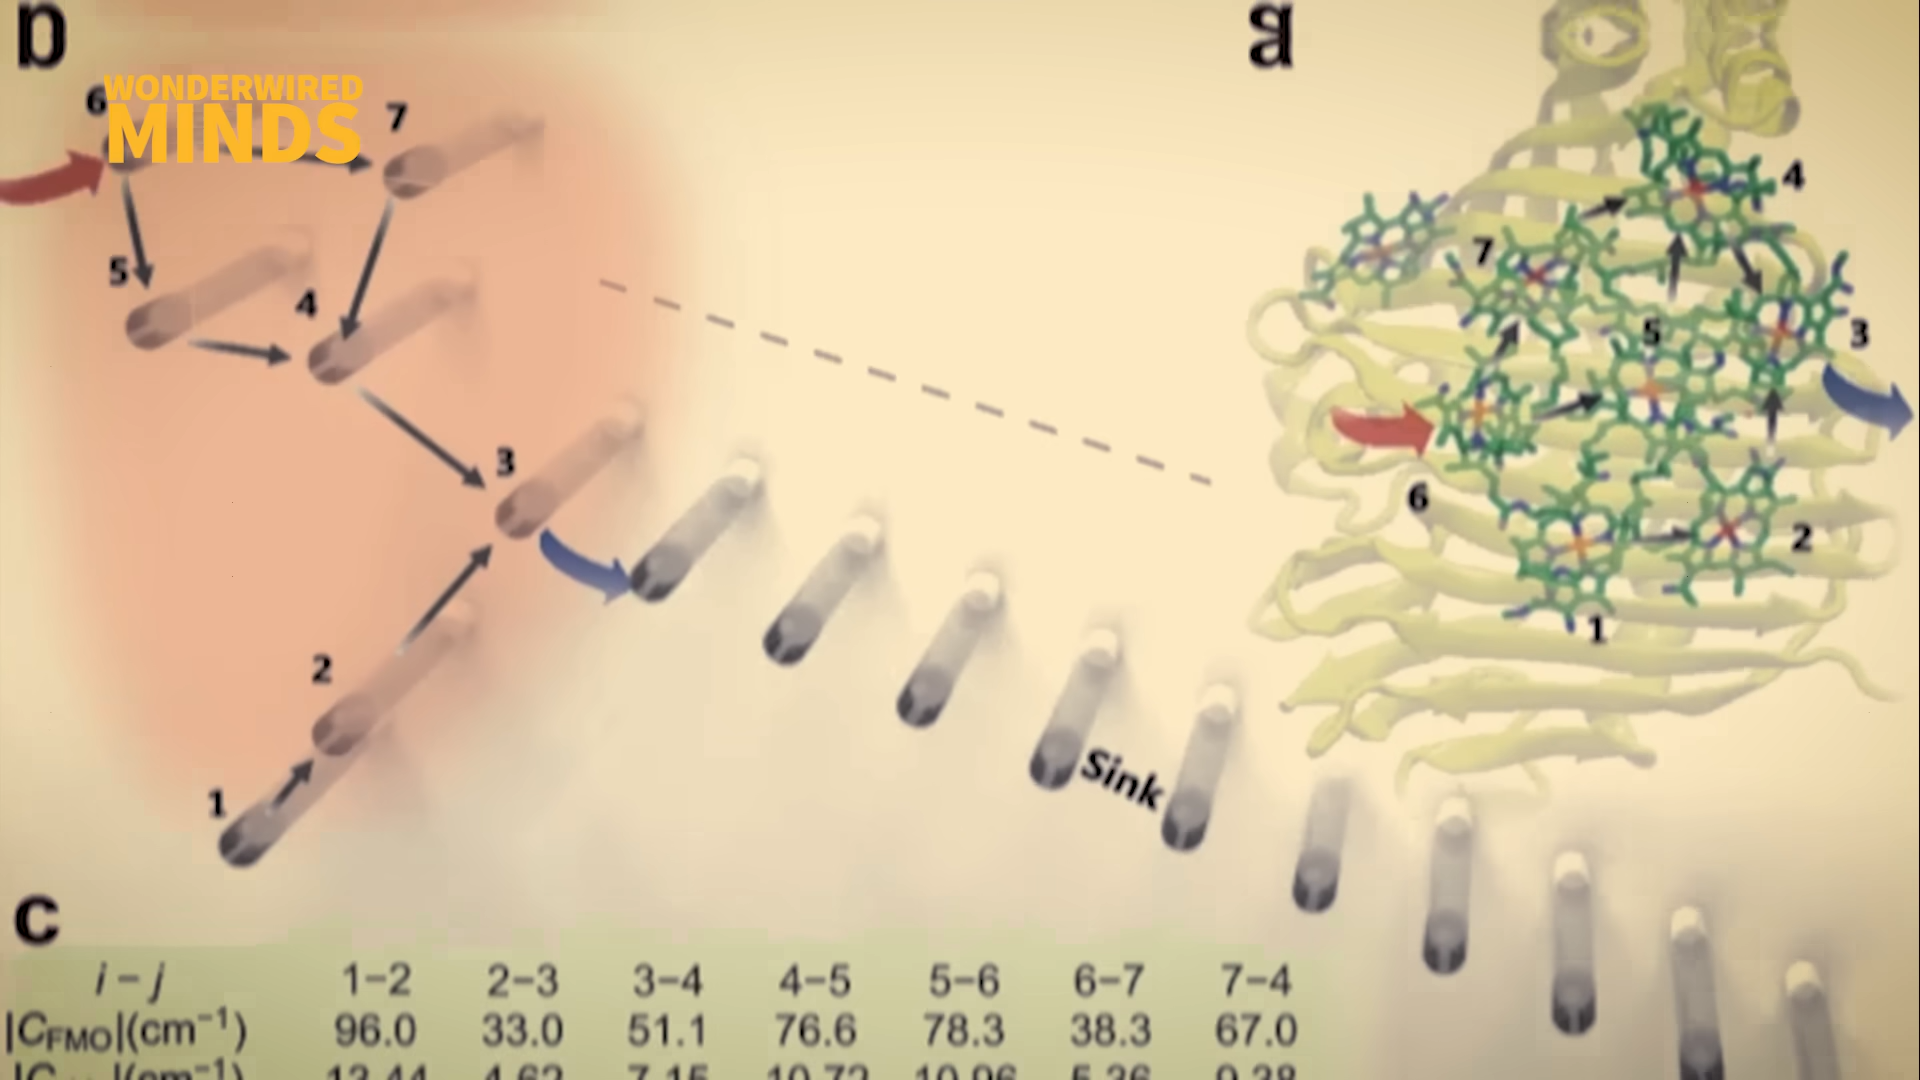 b
a
WONDERWIRED
MINDS
6
7
5
4
3
2
1
Sink
4
7
5
3
6
2
1
c
i – j 1–2 2–3 3–4 4–5 5–6 6–7 7–4
|CFMO|(cm⁻¹) 96.0 33.0 51.1 76.6 78.3 38.3 67.0